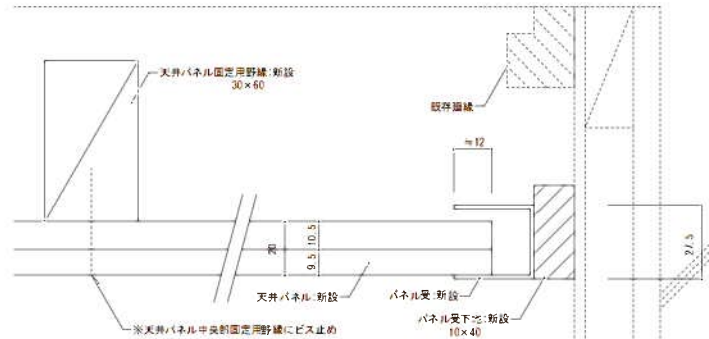 天井パネル固定用野縁:新設
30×60
既存廻縁
≒12
20
9.5 10.5
27.5
天井パネル:新設
パネル受:新設
パネル受下地:新設
10×40
※天井パネル中央部固定用野縁にビス止め